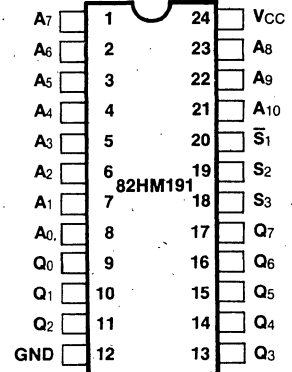 A7 1 24 VCC
A6 2 23 A8
A5 3 22 A9
A4 4 21 A10
A3 5 20 S̅1
A2 6 19 S2
82HM191
A1 7 18 S3
A0 8 17 Q7
Q0 9 16 Q6
Q1 10 15 Q5
Q2 11 14 Q4
GND 12 13 Q3